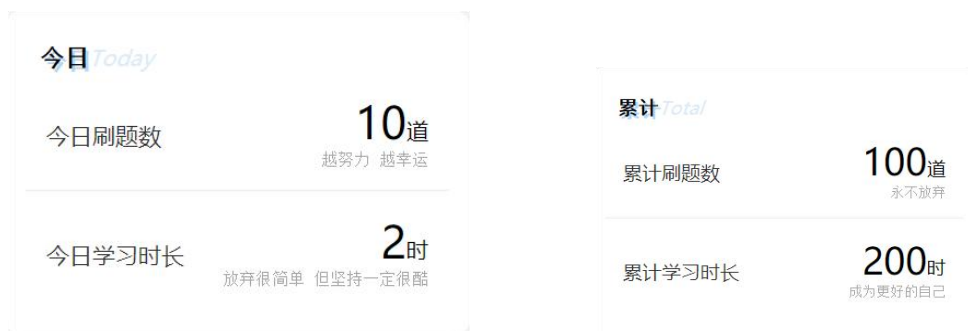 今日Today
今日刷题数
10道
越努力 越幸运
今日学习时长
2时
放弃很简单 但坚持一定很酷
累计Total
累计刷题数
100道
永不放弃
累计学习时长
200时
成为更好的自己